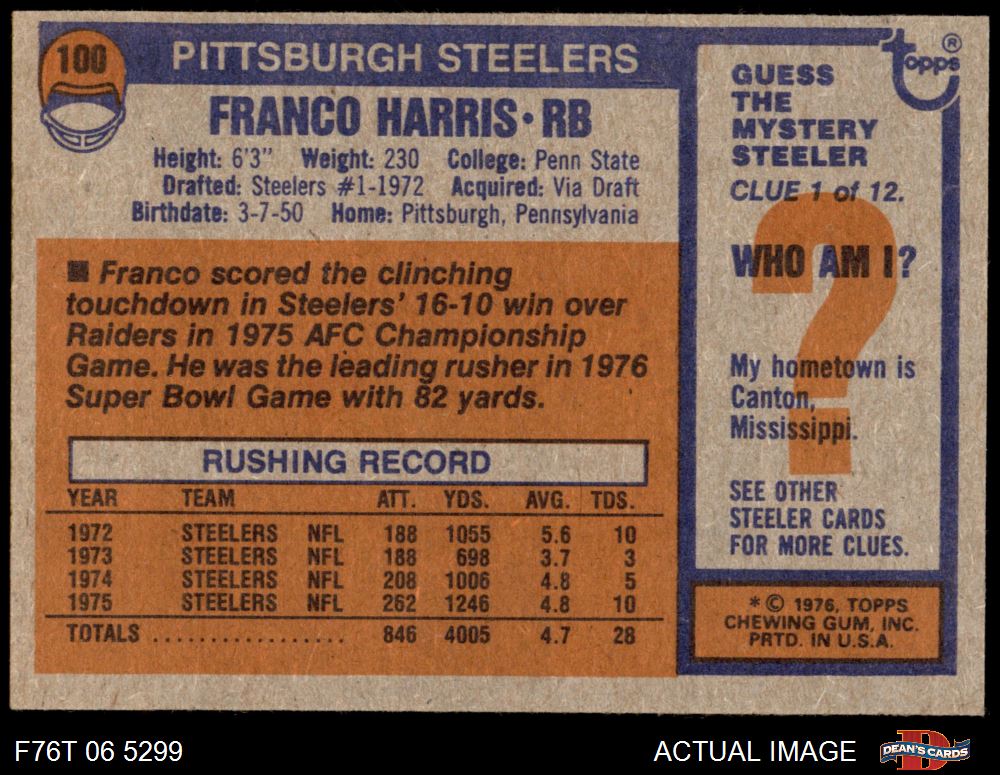 100
PITTSBURGH STEELERS
FRANCO HARRIS • RB
Height: 6'3" Weight: 230 College: Penn State
Drafted: Steelers #1-1972 Acquired: Via Draft
Birthdate: 3-7-50 Home: Pittsburgh, Pennsylvania
■ Franco scored the clinching
touchdown in Steelers' 16-10 win over
Raiders in 1975 AFC Championship
Game. He was the leading rusher in 1976
Super Bowl Game with 82 yards.
RUSHING RECORD
YEAR TEAM ATT. YDS. AVG. TDS.
1972 STEELERS NFL 188 1055 5.6 10
1973 STEELERS NFL 188 698 3.7 3
1974 STEELERS NFL 208 1006 4.8 5
1975 STEELERS NFL 262 1246 4.8 10
TOTALS ................. 846 4005 4.7 28
topps ®
GUESS
THE
MYSTERY
STEELER
CLUE 1 of 12.
?
WHO AM I?
My hometown is
Canton,
Mississippi.
SEE OTHER
STEELER CARDS
FOR MORE CLUES.
* © 1976, TOPPS
CHEWING GUM, INC.
PRTD. IN U.S.A.
F76T 06 5299
ACTUAL IMAGE
D
DEAN'S CARDS